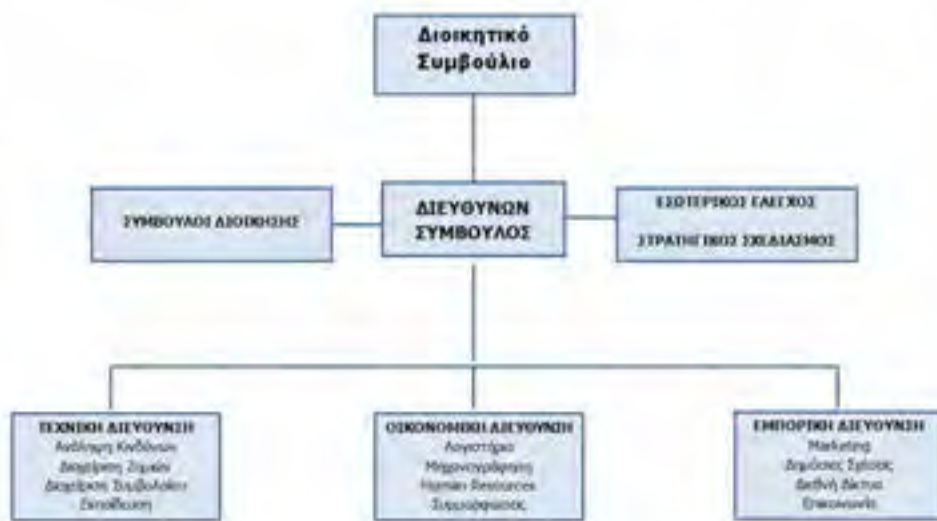 Διοικητικό
Συμβούλιο
ΣΥΜΒΟΥΛΟΙ ΔΙΟΙΚΗΣΗΣ
ΔΙΕΥΘΥΝΩΝ
ΣΥΜΒΟΥΛΟΣ
ΕΣΩΤΕΡΙΚΟΣ ΕΛΕΓΧΟΣ
ΣΤΡΑΤΗΓΙΚΟΣ ΣΧΕΔΙΑΣΜΟΣ
ΤΕΧΝΙΚΗ ΔΙΕΥΘΥΝΣΗ
Ανάληψη Κινδύνων
Διαχείριση Ζημιών
Διαχείριση Συμβολαίων
Εκπαίδευση
ΟΙΚΟΝΟΜΙΚΗ ΔΙΕΥΘΥΝΣΗ
Λογιστήριο
Μηχανογράφηση
Human Resources
Συμμόρφωσης
ΕΜΠΟΡΙΚΗ ΔΙΕΥΘΥΝΣΗ
Marketing
Δημόσιες Σχέσεις
Διεθνή Δίκτυα
Επικοινωνία